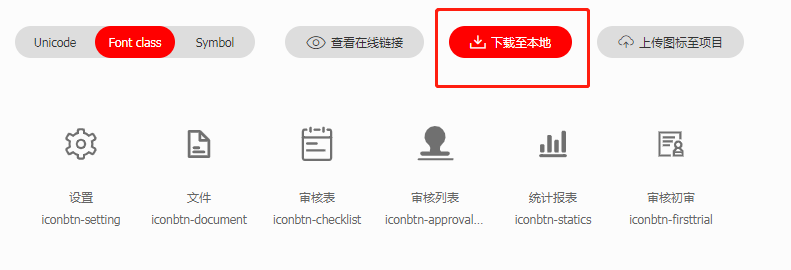 Unicode Font class Symbol 查看在线链接 下载至本地 上传图标至项目
设置 文件 审核表 审核列表 统计报表 审核初审
iconbtn-setting iconbtn-document iconbtn-checklist iconbtn-approval... iconbtn-statics iconbtn-firsttrial